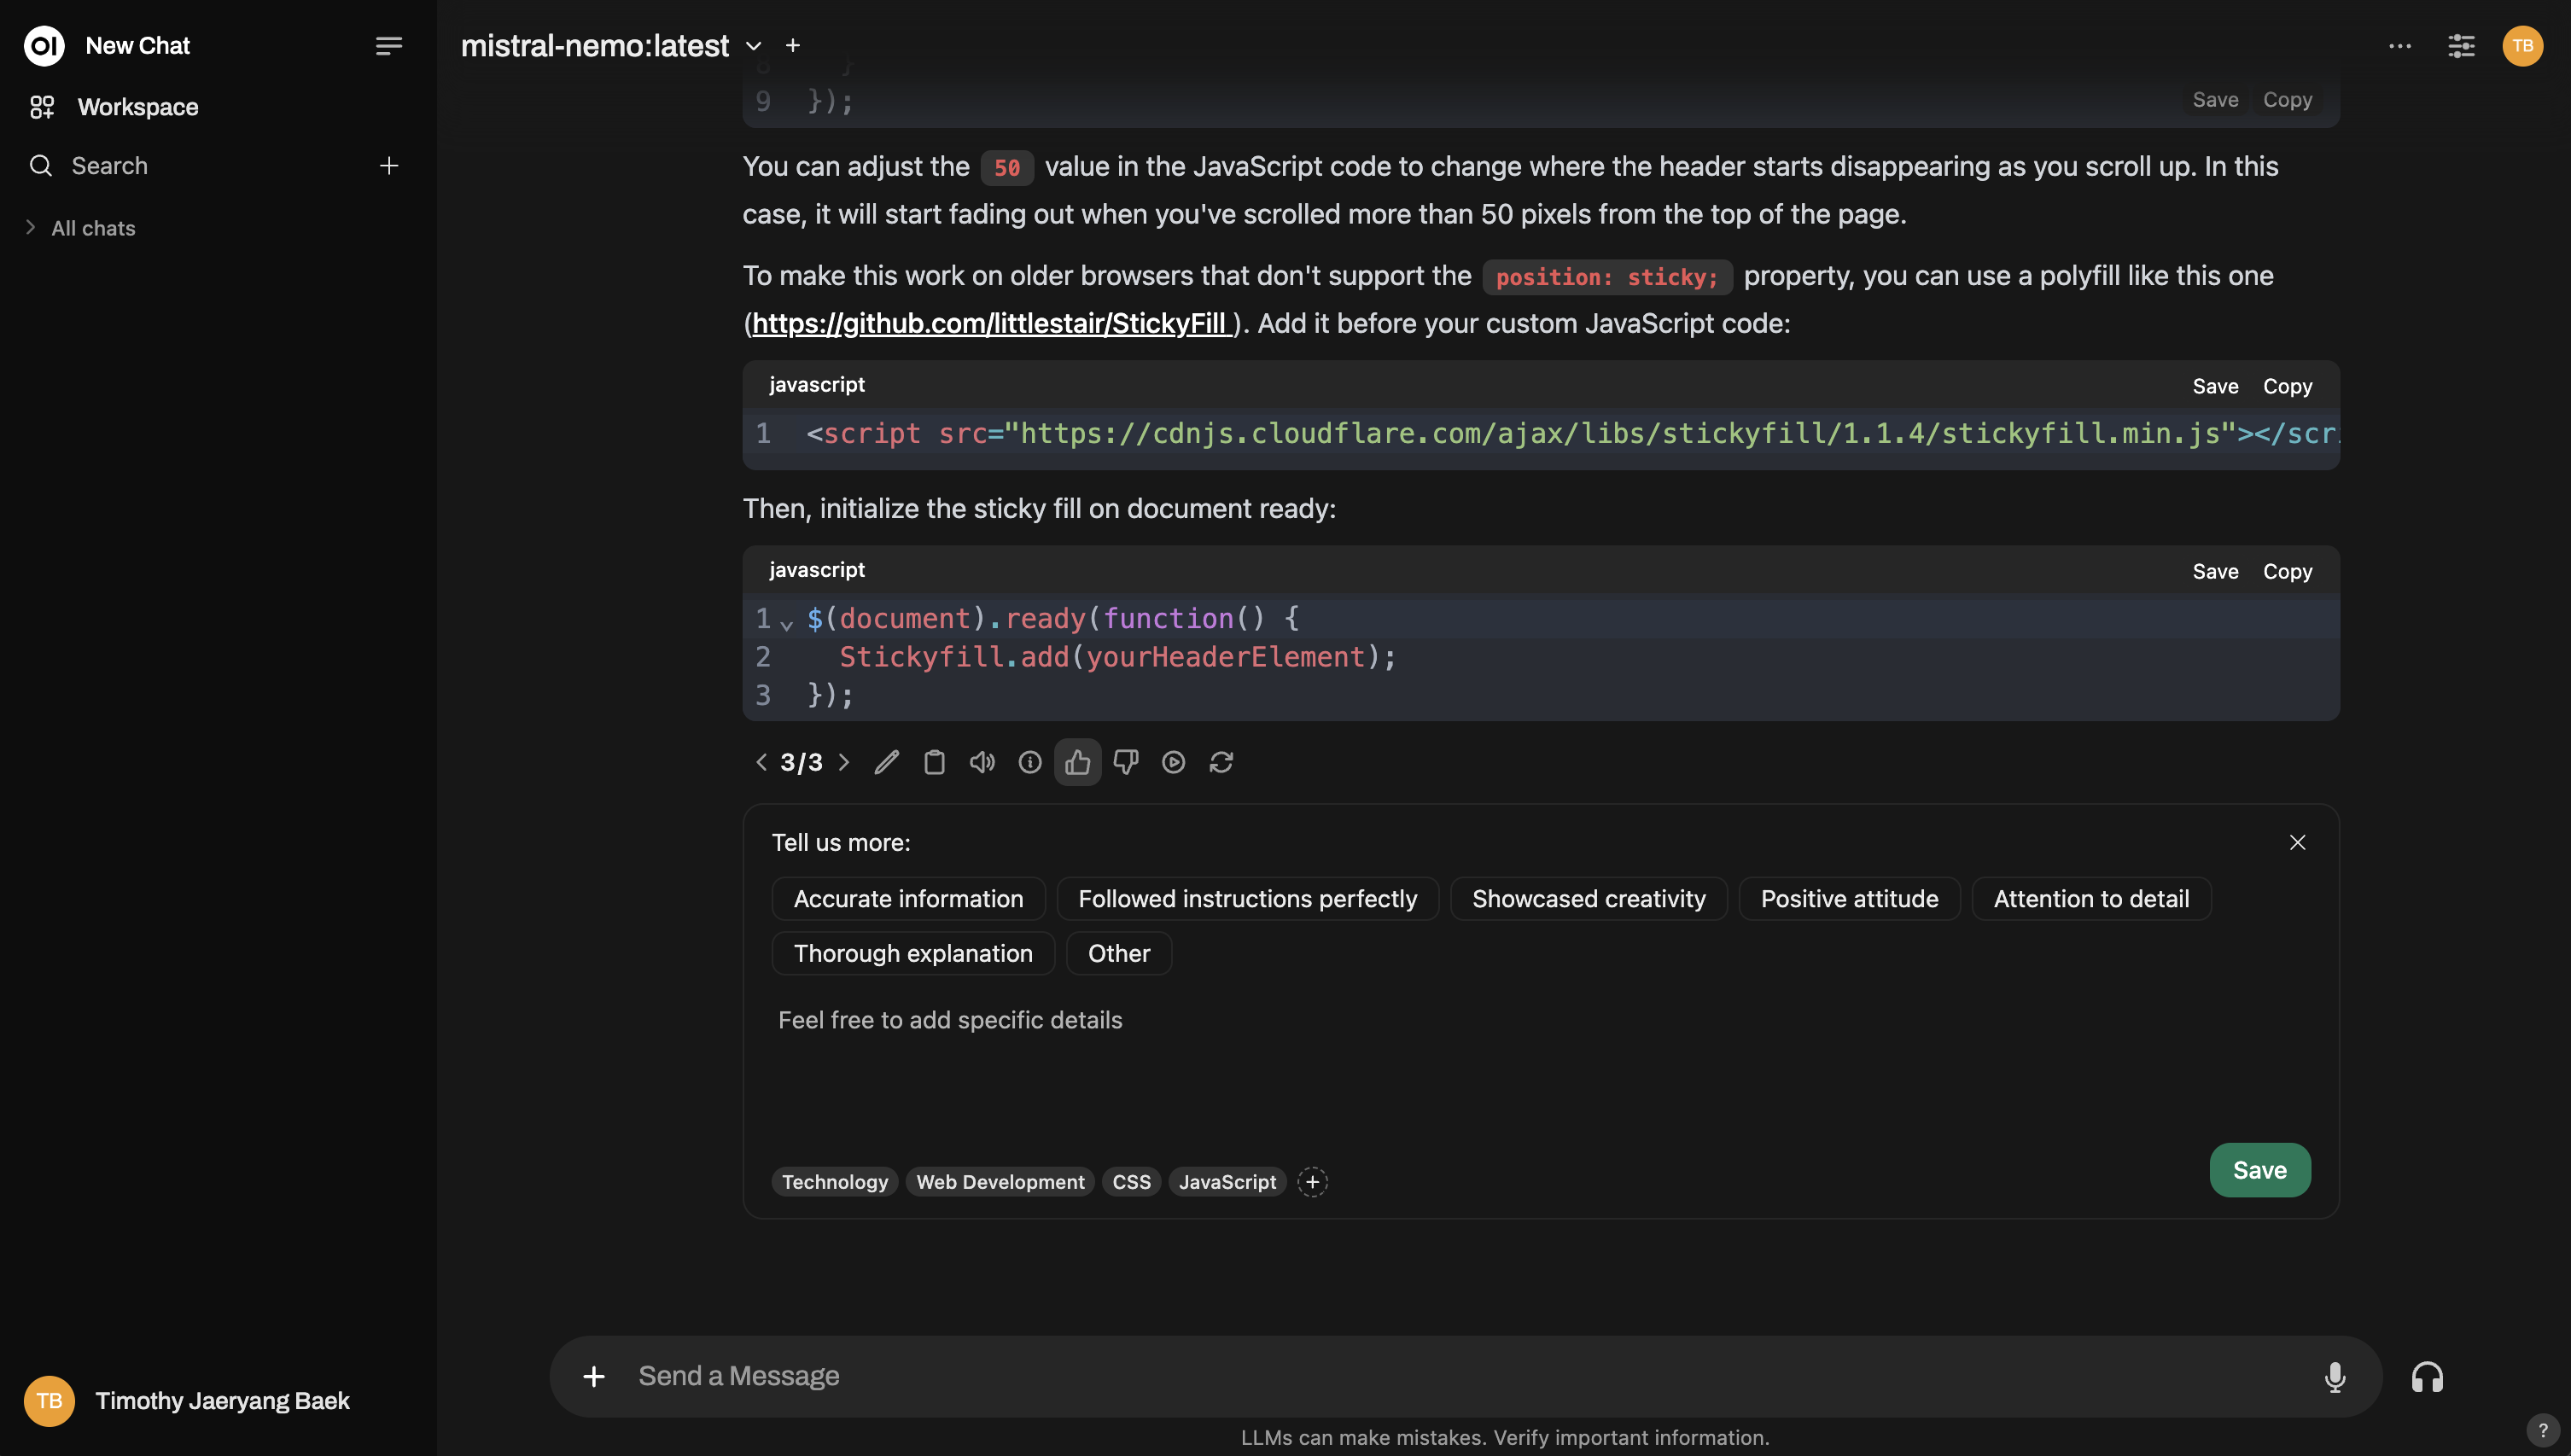 OI New Chat
Workspace
Search
All chats
Timothy Jaeryang Baek
TB
mistral-nemo:latest
TB
8 }
9 });
Save Copy
You can adjust the 50 value in the JavaScript code to change where the header starts disappearing as you scroll up. In this
case, it will start fading out when you've scrolled more than 50 pixels from the top of the page.
To make this work on older browsers that don't support the position: sticky; property, you can use a polyfill like this one
(https://github.com/littlestair/StickyFill ). Add it before your custom JavaScript code:
javascript Save Copy
1 <script src="https://cdnjs.cloudflare.com/ajax/libs/stickyfill/1.1.4/stickyfill.min.js"></scri
Then, initialize the sticky fill on document ready:
javascript Save Copy
1 $(document).ready(function() {
2 Stickyfill.add(yourHeaderElement);
3 });
3/3
Tell us more:
Accurate information Followed instructions perfectly Showcased creativity Positive attitude Attention to detail
Thorough explanation Other
Feel free to add specific details
Technology Web Development CSS JavaScript
Save
Send a Message
LLMs can make mistakes. Verify important information.
?